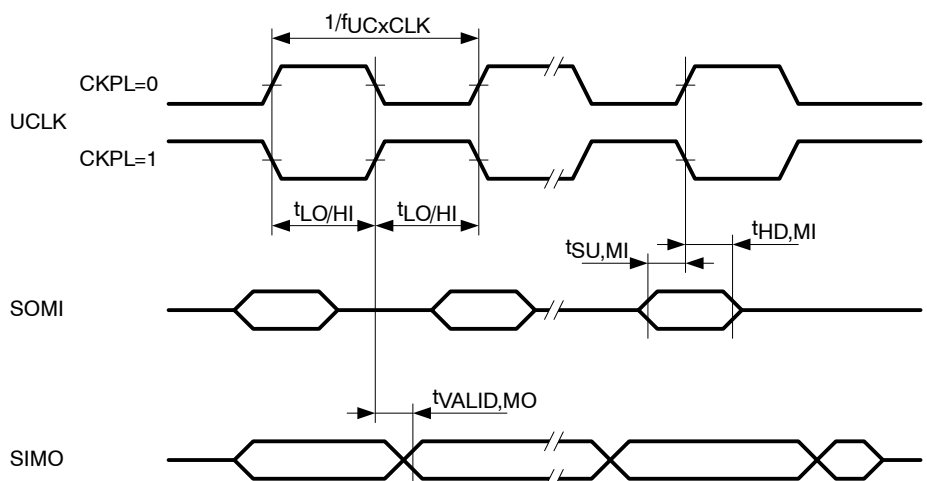 1/fUCxCLK
CKPL=0
UCLK
CKPL=1
tLO/HI tLO/HI
tHD,MI
tSU,MI
SOMI
tVALID,MO
SIMO